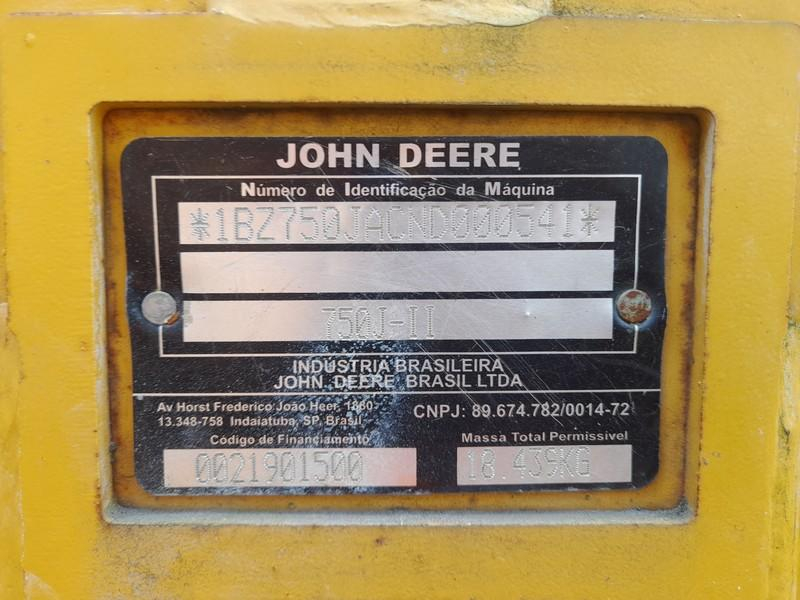 JOHN DEERE
Número de Identificação da Máquina
*1BZ750JACND000541*
750J-II
INDÚSTRIA BRASILEIRA
JOHN DEERE BRASIL LTDA
Av Horst Frederico João Heer, 1860
13.348-758 Indaiatuba, SP, Brasil
CNPJ: 89.674.782/0014-72
Código de Financiamento
Massa Total Permissível
0021901500
18.439KG